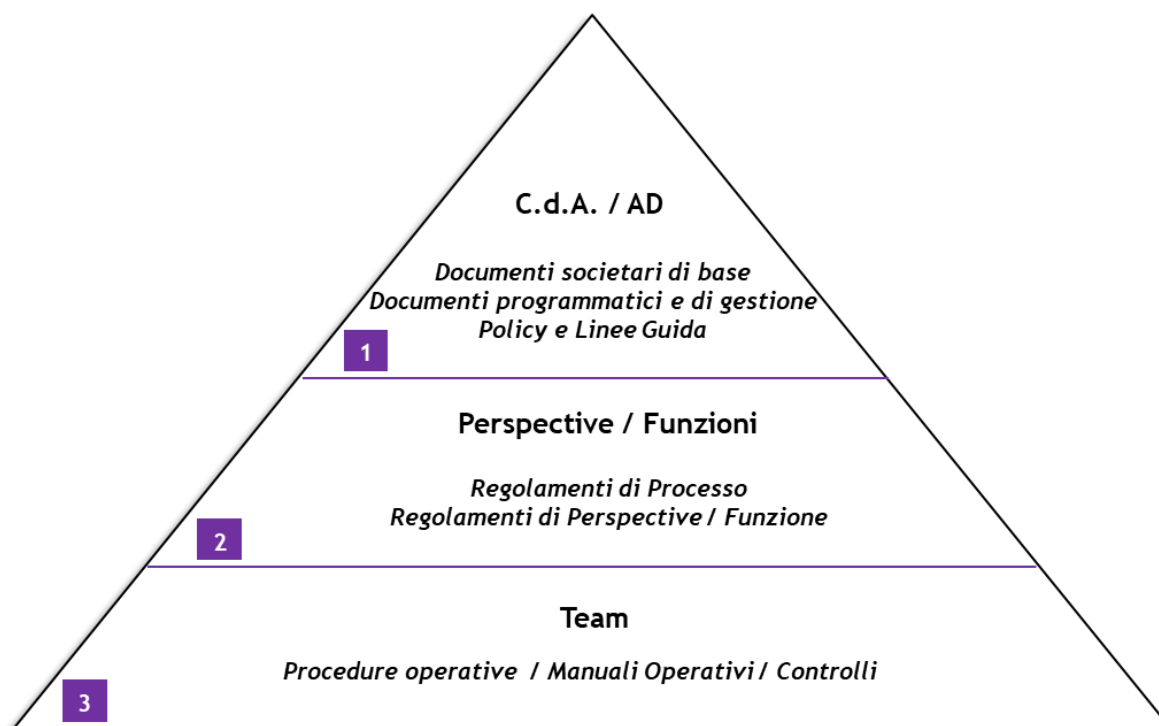 C.d.A. / AD
Documenti societari di base
Documenti programmatici e di gestione
Policy e Linee Guida
1
Perspective / Funzioni
Regolamenti di Processo
Regolamenti di Perspective / Funzione
2
Team
Procedure operative / Manuali Operativi / Controlli
3